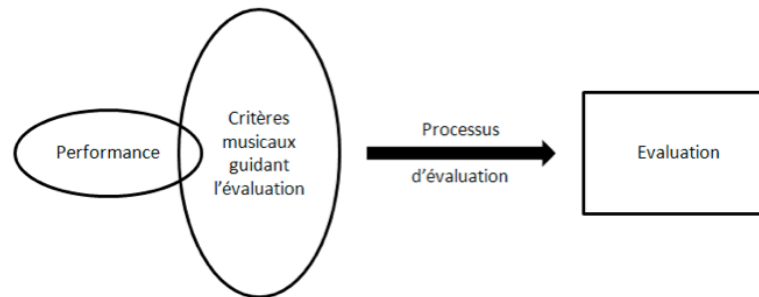 Performance
Critères
musicaux
guidant
l'évaluation
Processus
d'évaluation
Evaluation